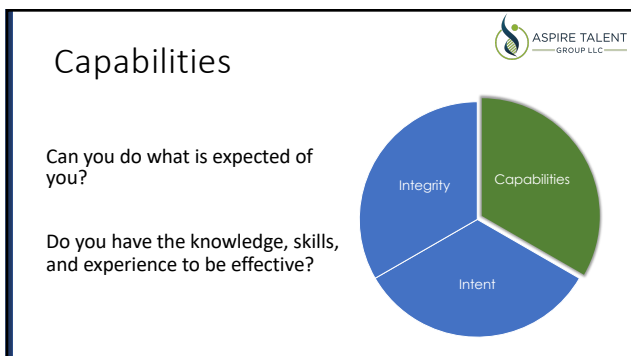 ASPIRE TALENT
GROUP LLC
Capabilities
Can you do what is expected of
you?
Do you have the knowledge, skills,
and experience to be effective?
Integrity
Capabilities
Intent